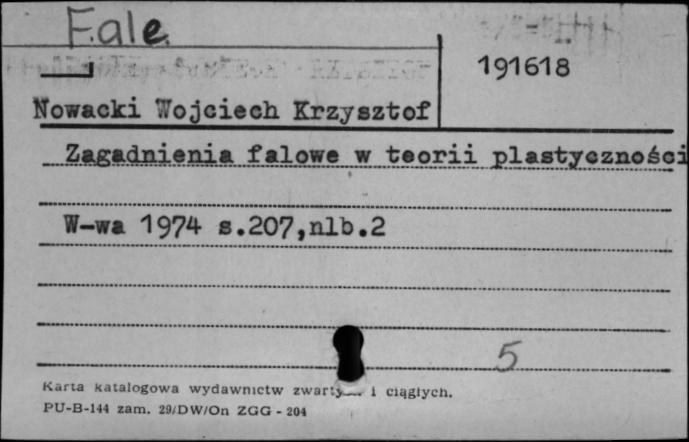 Fale.
191618
Nowacki Wojciech Krzysztof
Zagadnienia falowe w teorii plastyczności
W-wa 1974 s.207,nlb.2
5
Karta katalogowa wydawnictw i ciągłych.
PU-B-144 zam. 29/DW/On ZGG - 204